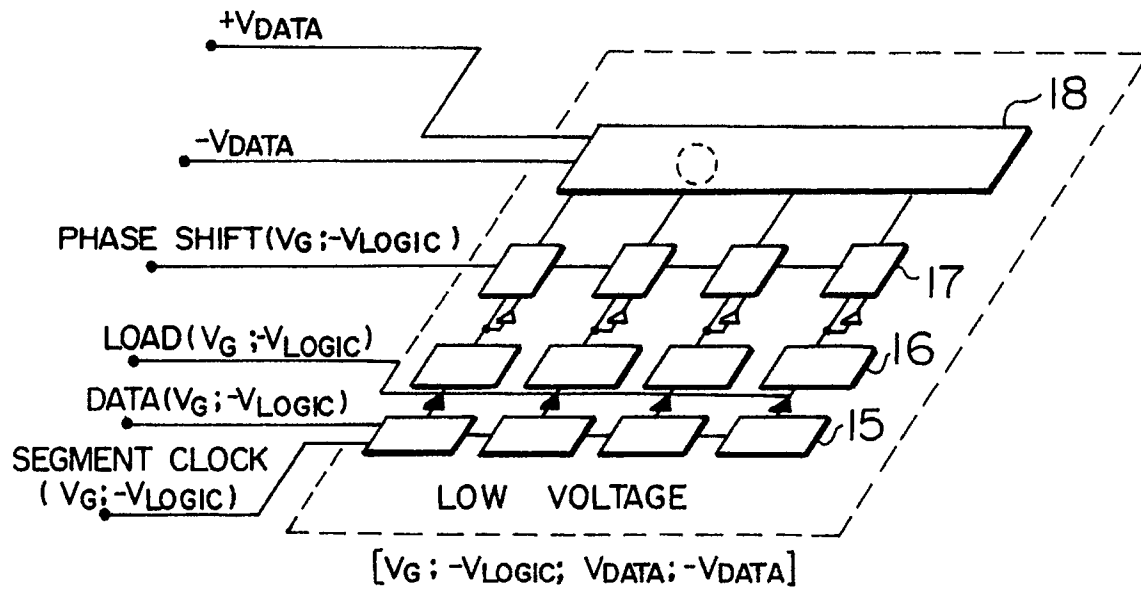 +VDATA
18
-VDATA
PHASE SHIFT(VG;-VLOGIC)
17
LOAD(VG;-VLOGIC)
16
DATA(VG;-VLOGIC)
15
SEGMENT CLOCK
(VG;-VLOGIC)
LOW VOLTAGE
[VG; -VLOGIC; VDATA; -VDATA]